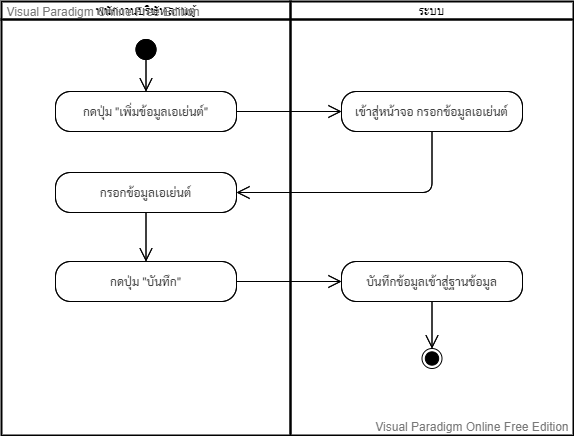 Visual Paradigm Online Free Edition
ระบบ
กดปุ่ม "เพิ่มข้อมูลเอเย่นต์"
เข้าสู่หน้าจอ กรอกข้อมูลเอเย่นต์
กรอกข้อมูลเอเย่นต์
กดปุ่ม "บันทึก"
บันทึกข้อมูลเข้าสู่ฐานข้อมูล
Visual Paradigm Online Free Edition